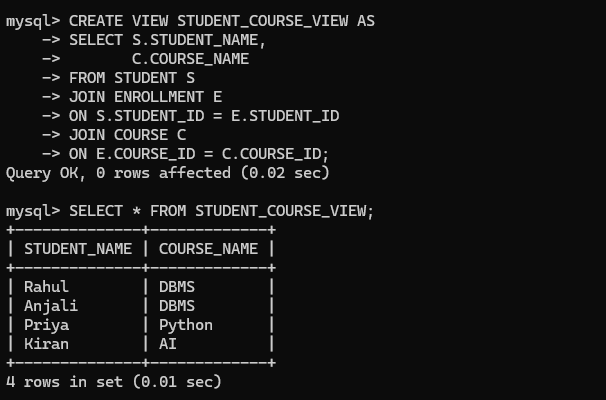 mysql> CREATE VIEW STUDENT_COURSE_VIEW AS
    -> SELECT S.STUDENT_NAME,
    ->        C.COURSE_NAME
    -> FROM STUDENT S
    -> JOIN ENROLLMENT E
    -> ON S.STUDENT_ID = E.STUDENT_ID
    -> JOIN COURSE C
    -> ON E.COURSE_ID = C.COURSE_ID;
Query OK, 0 rows affected (0.02 sec)

mysql> SELECT * FROM STUDENT_COURSE_VIEW;
+--------------+-------------+
| STUDENT_NAME | COURSE_NAME |
+--------------+-------------+
| Rahul        | DBMS        |
| Anjali       | DBMS        |
| Priya        | Python      |
| Kiran        | AI          |
+--------------+-------------+
4 rows in set (0.01 sec)